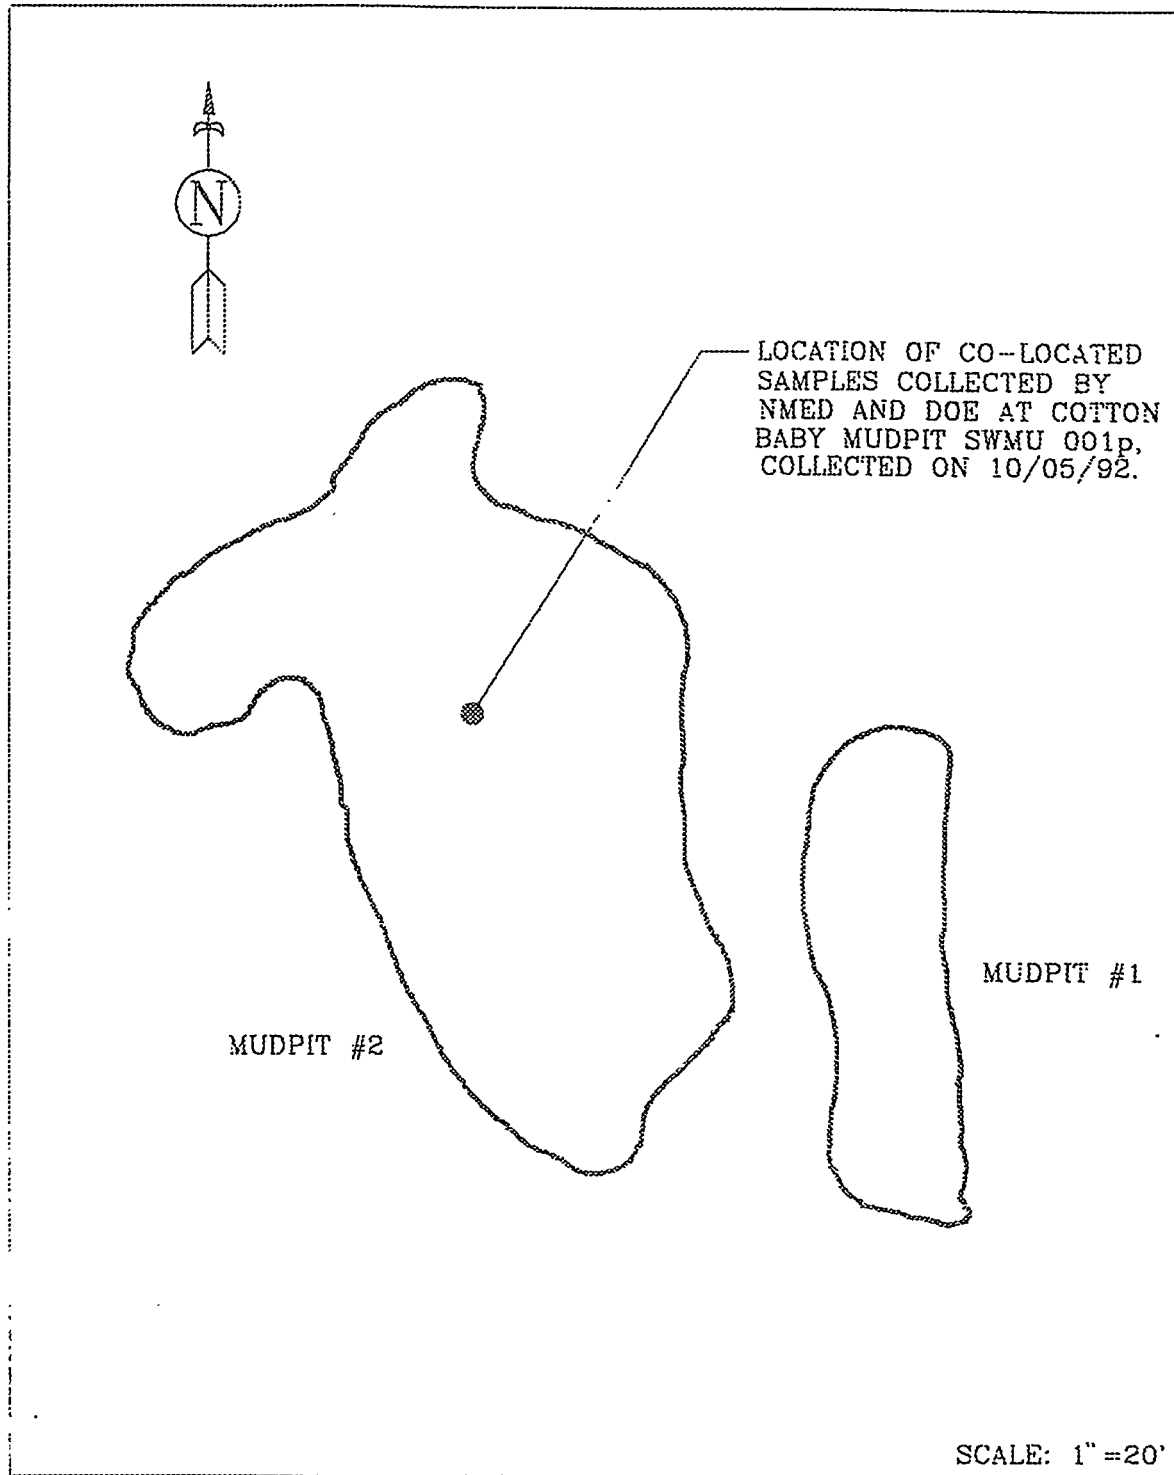 N
LOCATION OF CO-LOCATED
SAMPLES COLLECTED BY
NMED AND DOE AT COTTON
BABY MUDPIT SWMU 001p,
COLLECTED ON 10/05/92.
MUDPIT #1
MUDPIT #2
SCALE: 1"=20'